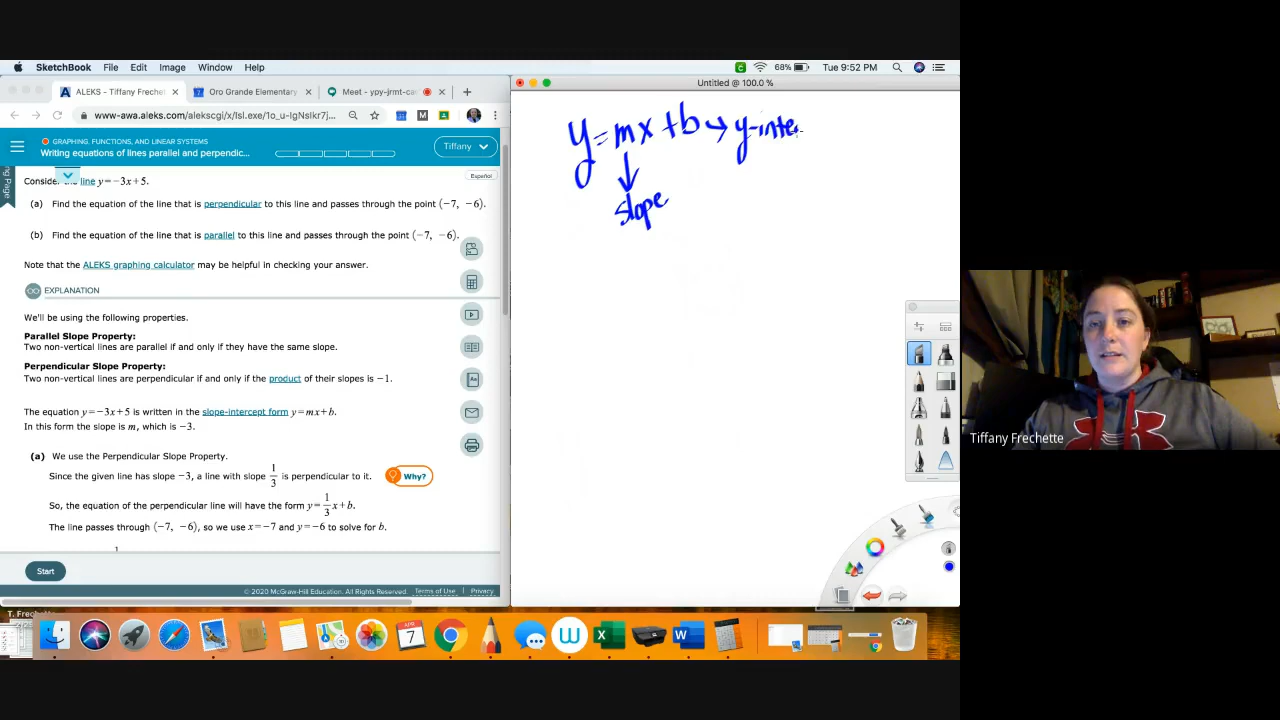 SketchBook File Edit Image Window Help
68% Tue 9:52 PM
ALEKS - Tiffany Frechet
Oro Grande Elementary
Meet - ypy-jrmt-ca
Untitled @ 100.0 %
www-awa.aleks.com/alekscgi/x/Isl.exe/1o_u-IgNsIkr7j...
GRAPHING, FUNCTIONS, AND LINEAR SYSTEMS
Writing equations of lines parallel and perpendic...
Tiffany
Español
ng Page
line y=−3x+5.
(a) Find the equation of the line that is perpendicular to this line and passes through the point (−7, −6).
(b) Find the equation of the line that is parallel to this line and passes through the point (−7, −6).
Note that the ALEKS graphing calculator may be helpful in checking your answer.
EXPLANATION
We'll be using the following properties.
Parallel Slope Property:
Two non-vertical lines are parallel if and only if they have the same slope.
Perpendicular Slope Property:
Two non-vertical lines are perpendicular if and only if the product of their slopes is −1.
The equation y=−3x+5 is written in the slope-intercept form y=mx+b.
In this form the slope is m, which is −3.
(a) We use the Perpendicular Slope Property.
Since the given line has slope −3, a line with slope 1/3 is perpendicular to it.
Why?
So, the equation of the perpendicular line will have the form y=1/3x+b.
The line passes through (−7, −6), so we use x=−7 and y=−6 to solve for b.
Start
© 2020 McGraw-Hill Education. All Rights Reserved. Terms of Use Privacy
y=mx+b→y-inter
slope
Tiffany Frechette
T. Freche
APR
7